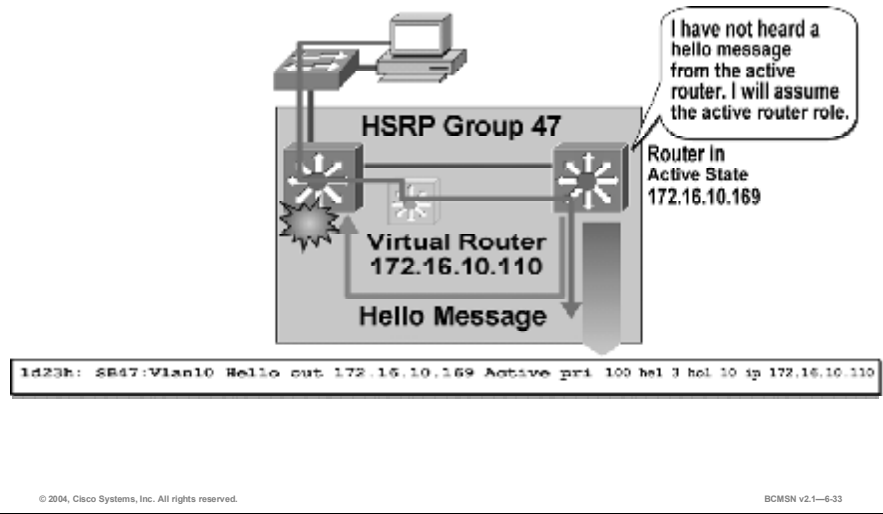 I have not heard a
hello message
from the active
router. I will assume
the active router role.
HSRP Group 47
Router in
Active State
172.16.10.169
Virtual Router
172.16.10.110
Hello Message
1d23h: SB47:Vlan10 Hello out 172.16.10.169 Active pri 100 hel 3 hol 10 ip 172.16.10.110
© 2004, Cisco Systems, Inc. All rights reserved.
BCMSN v2.1—6-33